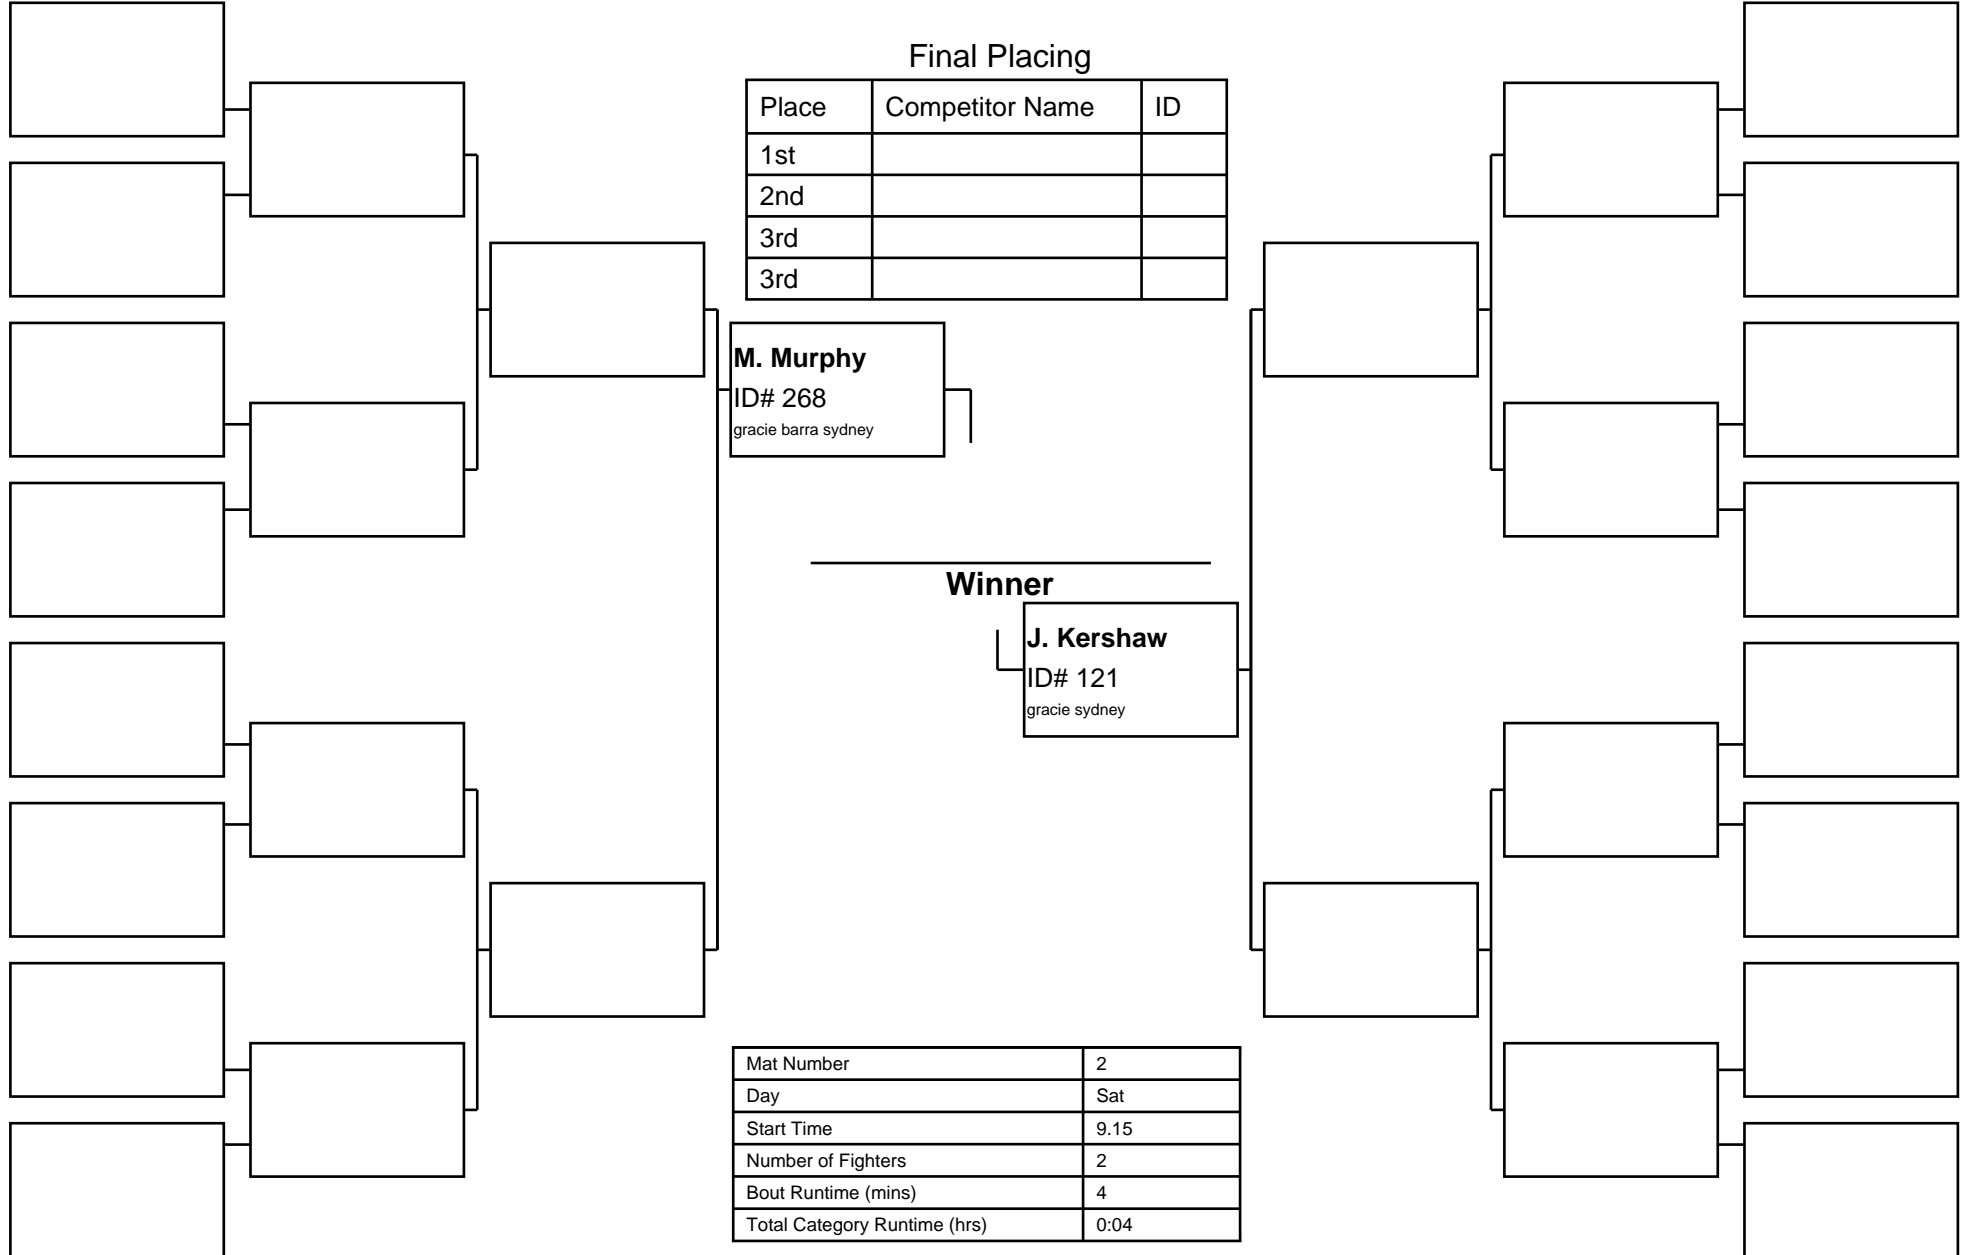 Final Placing
Place Competitor Name ID
1st
2nd
3rd
3rd
M. Murphy
ID# 268
gracie barra sydney
Winner
J. Kershaw
ID# 121
gracie sydney
Mat Number 2
Day Sat
Start Time 9.15
Number of Fighters 2
Bout Runtime (mins) 4
Total Category Runtime (hrs) 0:04